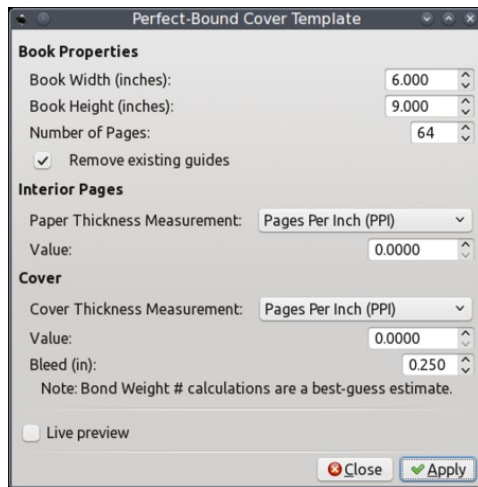 Perfect-Bound Cover Template
Book Properties
Book Width (inches): 6.000
Book Height (inches): 9.000
Number of Pages: 64
Remove existing guides
Interior Pages
Paper Thickness Measurement: Pages Per Inch (PPI)
Value: 0.0000
Cover
Cover Thickness Measurement: Pages Per Inch (PPI)
Value: 0.0000
Bleed (in): 0.250
Note: Bond Weight # calculations are a best-guess estimate.
Live preview
Close Apply